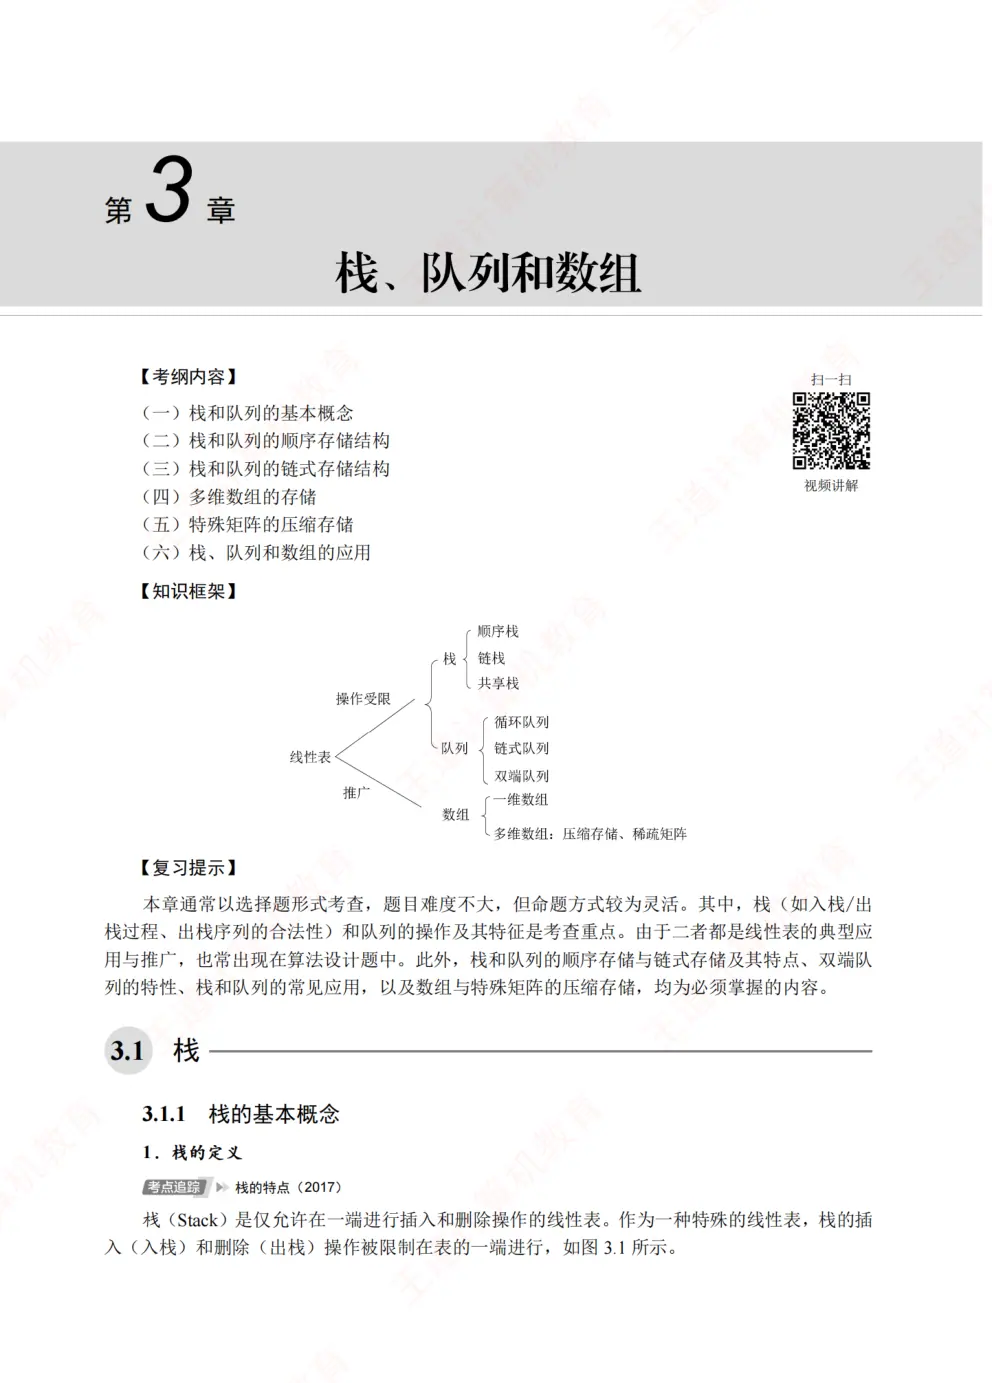 第3章
栈、队列和数组
【考纲内容】
扫一扫
（一）栈和队列的基本概念
（二）栈和队列的顺序存储结构
（三）栈和队列的链式存储结构
（四）多维数组的存储
（五）特殊矩阵的压缩存储
（六）栈、队列和数组的应用
视频讲解
【知识框架】
线性表
操作受限
栈
顺序栈
链栈
共享栈
队列
循环队列
链式队列
双端队列
推广
数组
一维数组
多维数组：压缩存储、稀疏矩阵
【复习提示】
本章通常以选择题形式考查，题目难度不大，但命题方式较为灵活。其中，栈（如入栈/出
栈过程、出栈序列的合法性）和队列的操作及其特征是考查重点。由于二者都是线性表的典型应
用与推广，也常出现在算法设计题中。此外，栈和队列的顺序存储与链式存储及其特点、双端队
列的特性、栈和队列的常见应用，以及数组与特殊矩阵的压缩存储，均为必须掌握的内容。
3.1 栈
3.1.1 栈的基本概念
1．栈的定义
考点追踪 栈的特点（2017）
栈（Stack）是仅允许在一端进行插入和删除操作的线性表。作为一种特殊的线性表，栈的插
入（入栈）和删除（出栈）操作被限制在表的一端进行，如图 3.1 所示。
王道计算机教育